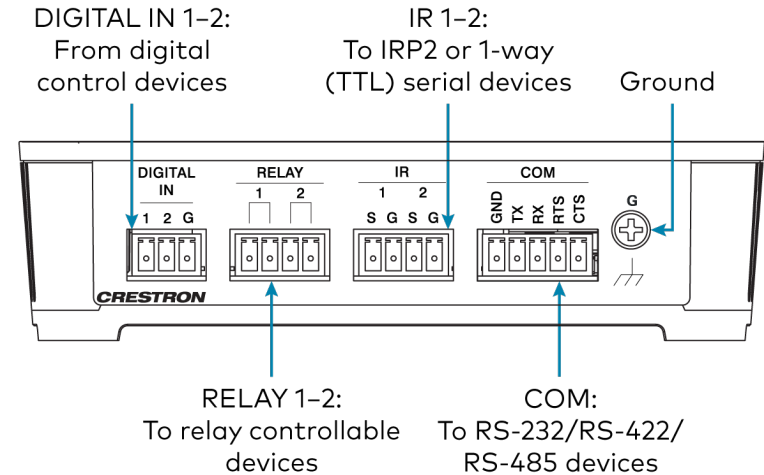 DIGITAL IN 1–2:
From digital
control devices
IR 1–2:
To IRP2 or 1-way
(TTL) serial devices
Ground
DIGITAL
IN
1 2 G
RELAY
1 2
IR
1 2
S G S G
COM
GND TX RX RTS CTS
G
CRESTRON
RELAY 1–2:
To relay controllable
devices
COM:
To RS-232/RS-422/
RS-485 devices